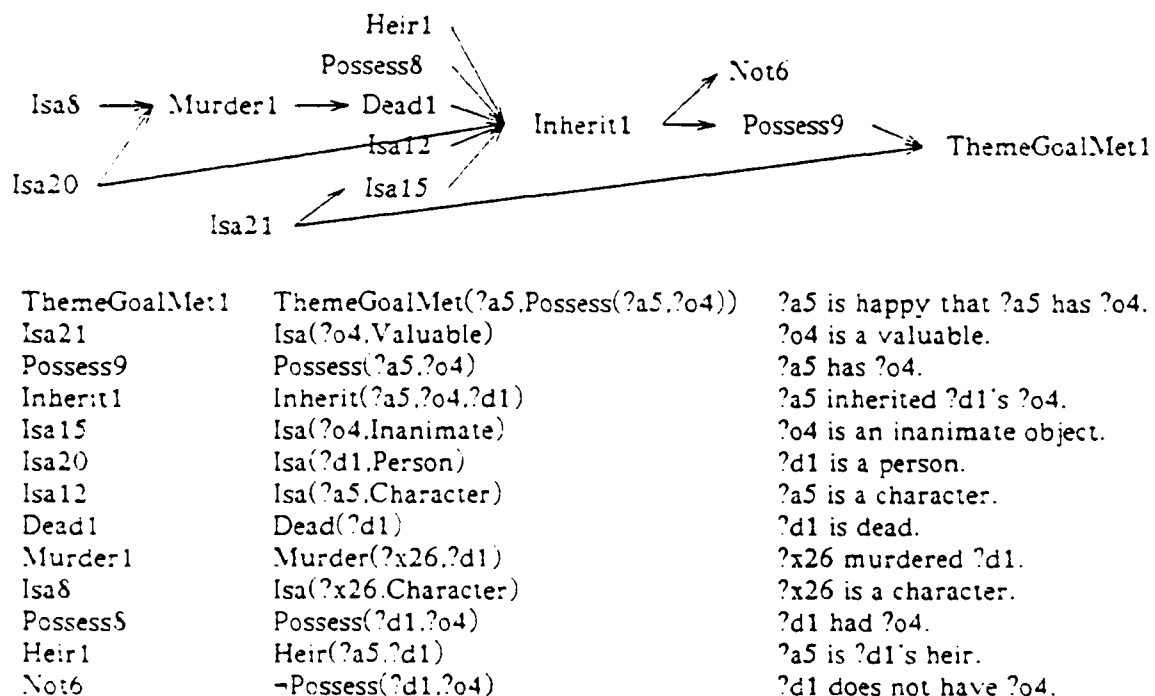 Heir1
Possess8
Not6
Isa8 Murder1 Dead1
Inherit1 Possess9
Isa12
ThemeGoalMet1
Isa20 Isa15
Isa21
ThemeGoalMet1 ThemeGoalMet(?a5,Possess(?a5,?o4)) ?a5 is happy that ?a5 has ?o4.
Isa21 Isa(?o4,Valuable) ?o4 is a valuable.
Possess9 Possess(?a5,?o4) ?a5 has ?o4.
Inherit1 Inherit(?a5,?o4,?d1) ?a5 inherited ?d1's ?o4.
Isa15 Isa(?o4,Inanimate) ?o4 is an inanimate object.
Isa20 Isa(?d1,Person) ?d1 is a person.
Isa12 Isa(?a5,Character) ?a5 is a character.
Dead1 Dead(?d1) ?d1 is dead.
Murder1 Murder(?x26,?d1) ?x26 murdered ?d1.
Isa8 Isa(?x26,Character) ?x26 is a character.
Possess8 Possess(?d1,?o4) ?d1 had ?o4.
Heir1 Heir(?a5,?d1) ?a5 is ?d1's heir.
Not6 ¬Possess(?d1,?o4) ?d1 does not have ?o4.